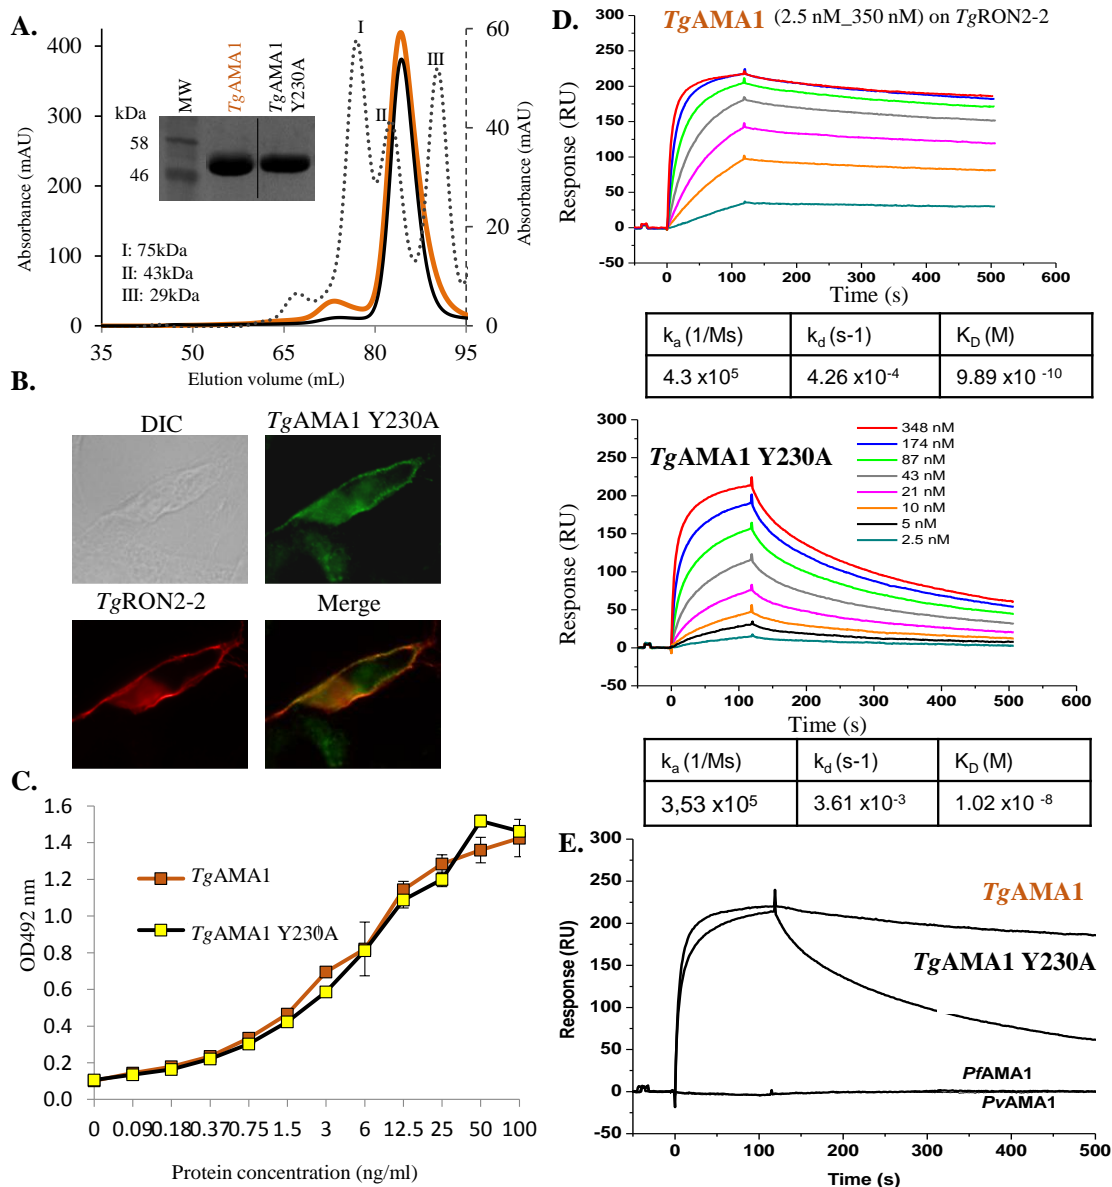 A.
400
300
200
100
0
Absorbance (mAU)
60
40
20
0
Absorbance (mAU)
I
II
III
MW
TgAMA1
TgAMA1 Y230A
kDa
58
46
I: 75kDa
II: 43kDa
III: 29kDa
35 50 65 80 95
Elution volume (mL)
B.
DIC
TgAMA1 Y230A
TgRON2-2
Merge
C.
1.6
1.4
1.2
1.0
0.8
0.6
0.4
0.2
0.0
OD492 nm
TgAMA1
TgAMA1 Y230A
0 0.09 0.18 0.37 0.75 1.5 3 6 12.5 25 50 100
Protein concentration (ng/ml)
D.
TgAMA1 (2.5 nM_350 nM) on TgRON2-2
300
250
200
150
100
50
0
-50
Response (RU)
0 100 200 300 400 500 600
Time (s)
ka (1/Ms) kd (s-1) KD (M)
4.3 x10⁵ 4.26 x10⁻⁴ 9.89 x10 ⁻¹⁰
TgAMA1 Y230A
300
250
200
150
100
50
0
-50
Response (RU)
348 nM
174 nM
87 nM
43 nM
21 nM
10 nM
5 nM
2.5 nM
0 100 200 300 400 500 600
Time (s)
ka (1/Ms) kd (s-1) KD (M)
3,53 x10⁵ 3.61 x10⁻³ 1.02 x10 ⁻⁸
E.
300
250
200
150
100
50
0
-50
Response (RU)
TgAMA1
TgAMA1 Y230A
PfAMA1
PvAMA1
0 100 200 300 400 500
Time (s)